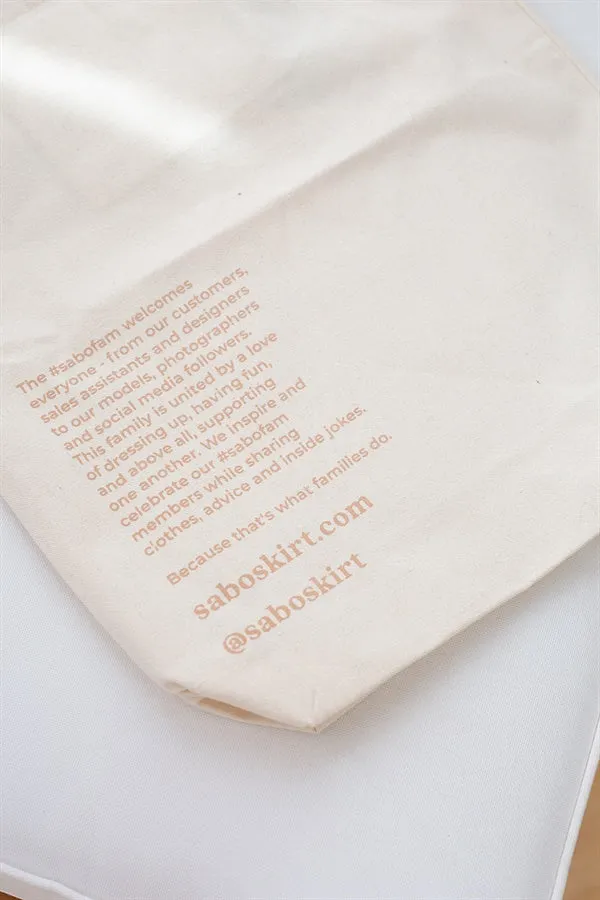 The #sabofam welcomes
everyone - from our customers,
sales assistants and designers
to our models, photographers
and social media followers.
This family is united by a love
of dressing up, having fun,
and above all, supporting
one another. We inspire and
celebrate our #sabofam
members while sharing
clothes, advice and inside jokes.
Because that's what families do.
saboskirt.com
@saboskirt